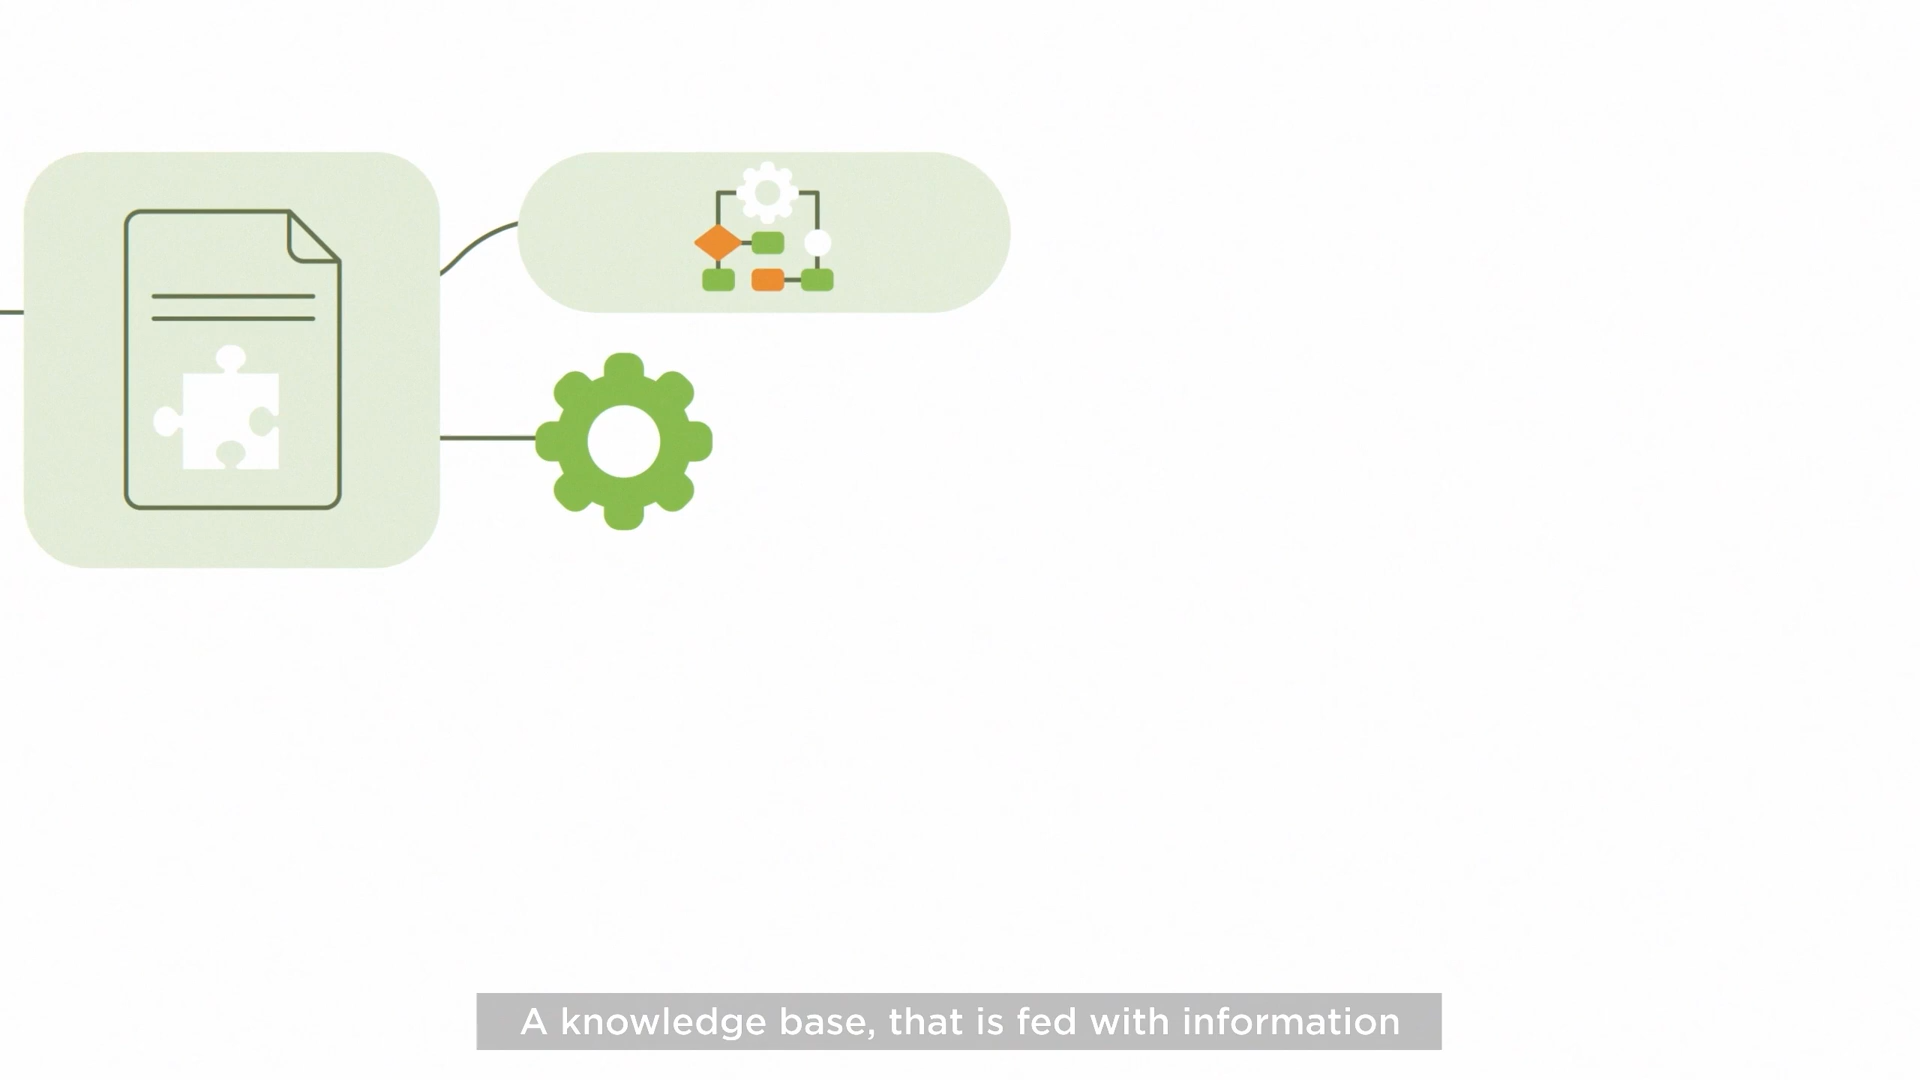 A knowledge base, that is fed with information